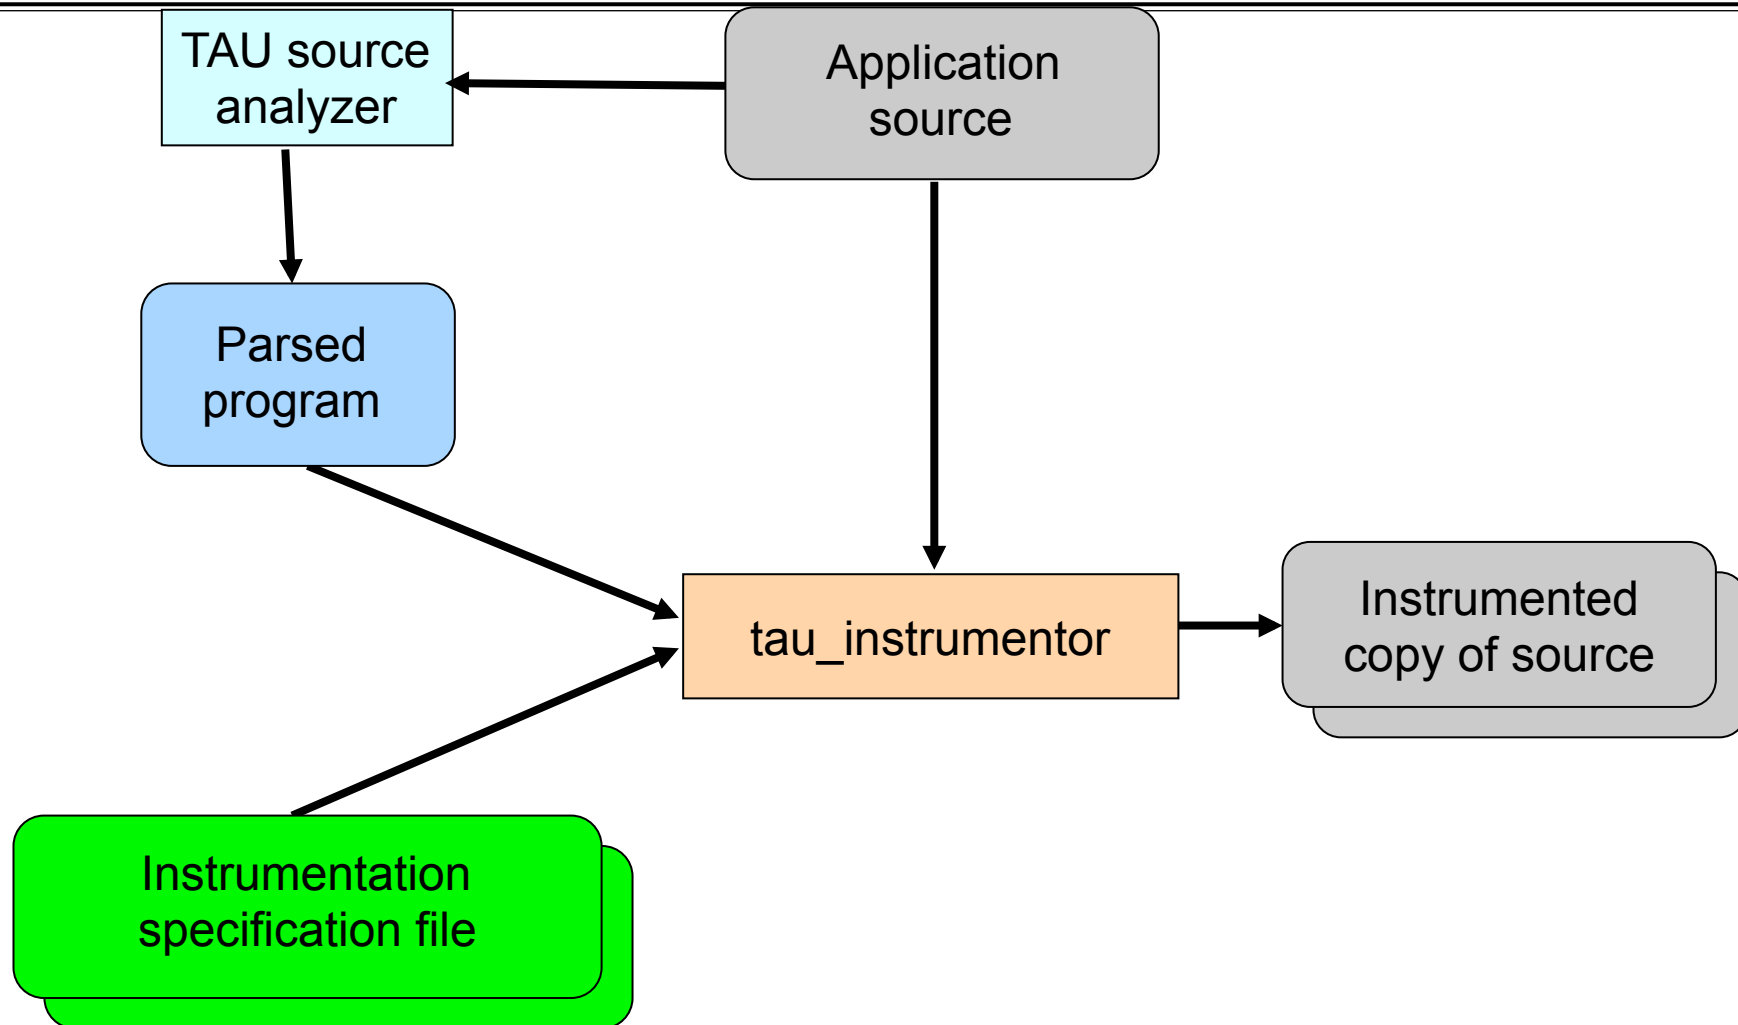 TAU source
analyzer
Application
source
Parsed
program
tau_instrumentor
Instrumented
copy of source
Instrumentation
specification file